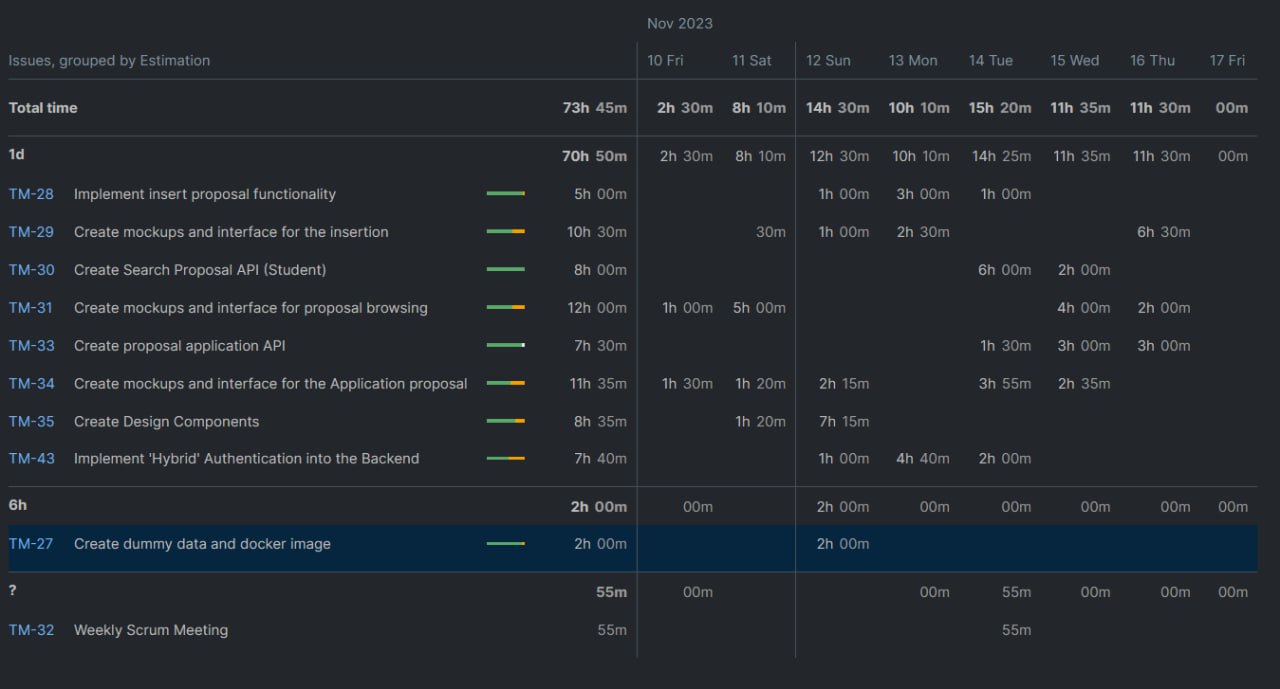 Nov 2023
Issues, grouped by Estimation 10 Fri 11 Sat 12 Sun 13 Mon 14 Tue 15 Wed 16 Thu 17 Fri
Total time 73h 45m 2h 30m 8h 10m 14h 30m 10h 10m 15h 20m 11h 35m 11h 30m 00m
1d 70h 50m 2h 30m 8h 10m 12h 30m 10h 10m 14h 25m 11h 35m 11h 30m 00m
TM-28 Implement insert proposal functionality 5h 00m 1h 00m 3h 00m 1h 00m
TM-29 Create mockups and interface for the insertion 10h 30m 30m 1h 00m 2h 30m 6h 30m
TM-30 Create Search Proposal API (Student) 8h 00m 6h 00m 2h 00m
TM-31 Create mockups and interface for proposal browsing 12h 00m 1h 00m 5h 00m 4h 00m 2h 00m
TM-33 Create proposal application API 7h 30m 1h 30m 3h 00m 3h 00m
TM-34 Create mockups and interface for the Application proposal 11h 35m 1h 30m 1h 20m 2h 15m 3h 55m 2h 35m
TM-35 Create Design Components 8h 35m 1h 20m 7h 15m
TM-43 Implement 'Hybrid' Authentication into the Backend 7h 40m 1h 00m 4h 40m 2h 00m
6h 2h 00m 00m 2h 00m 00m 00m 00m 00m 00m
TM-27 Create dummy data and docker image 2h 00m 2h 00m
? 55m 00m 00m 55m 00m 00m 00m
TM-32 Weekly Scrum Meeting 55m 55m